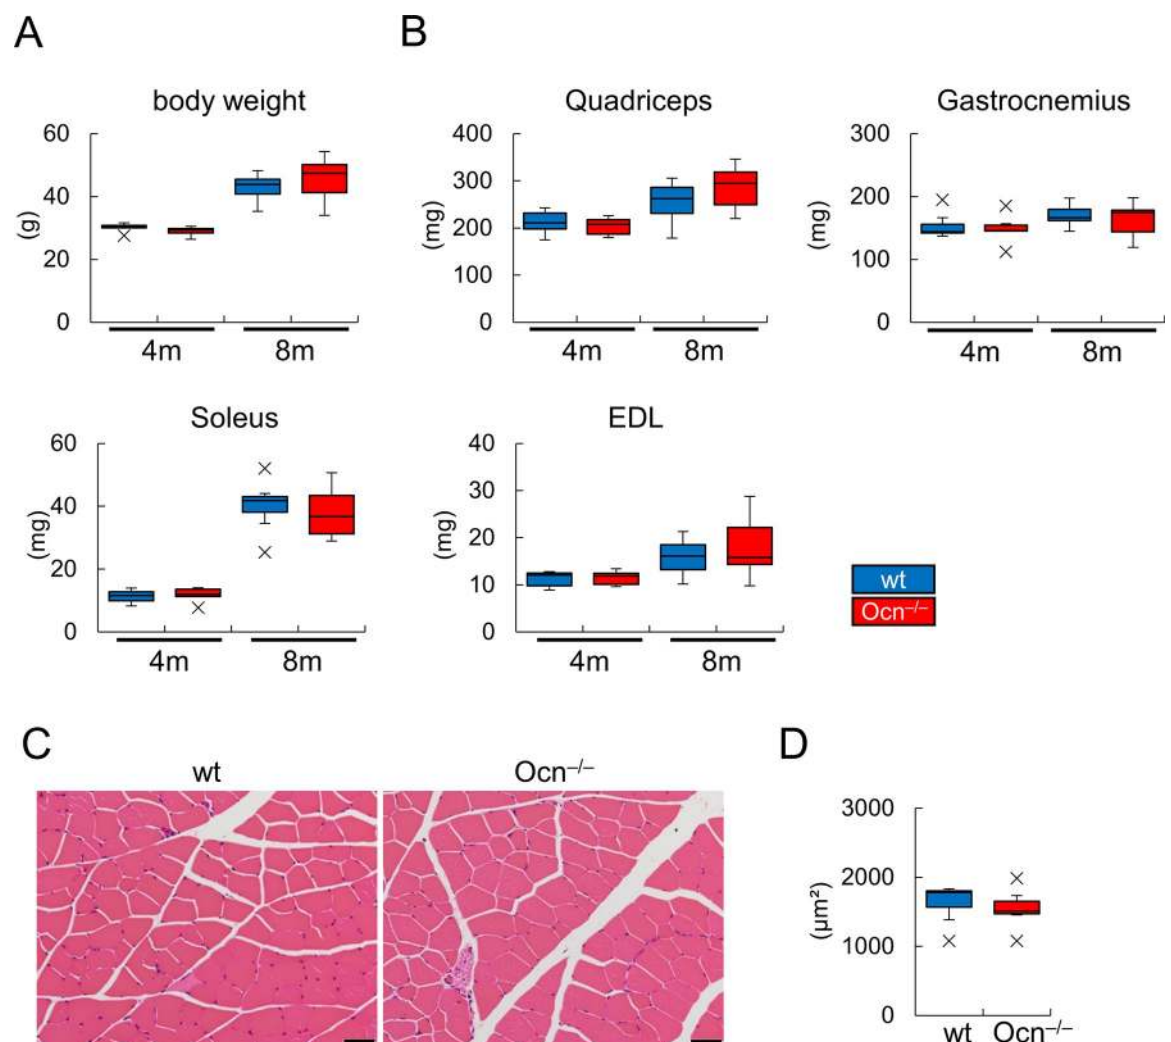 A
B
body weight
60
40
20
0
(g)
4m
8m
Quadriceps
400
300
200
100
0
(mg)
4m
8m
Gastrocnemius
300
200
100
0
(mg)
4m
8m
Soleus
60
40
20
0
(mg)
4m
8m
EDL
40
30
20
10
0
(mg)
4m
8m
wt
Ocn⁻/⁻
C
wt
Ocn⁻/⁻
D
3000
2000
1000
0
(µm²)
wt
Ocn⁻/⁻